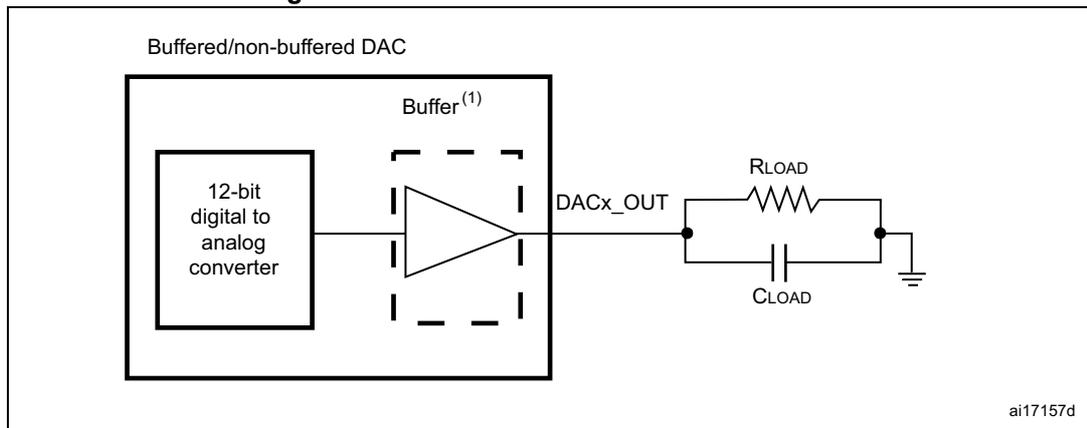 Buffered/non-buffered DAC
Buffer(1)
12-bit
digital to
analog
converter
DACx_OUT
RLOAD
CLOAD
ai17157d